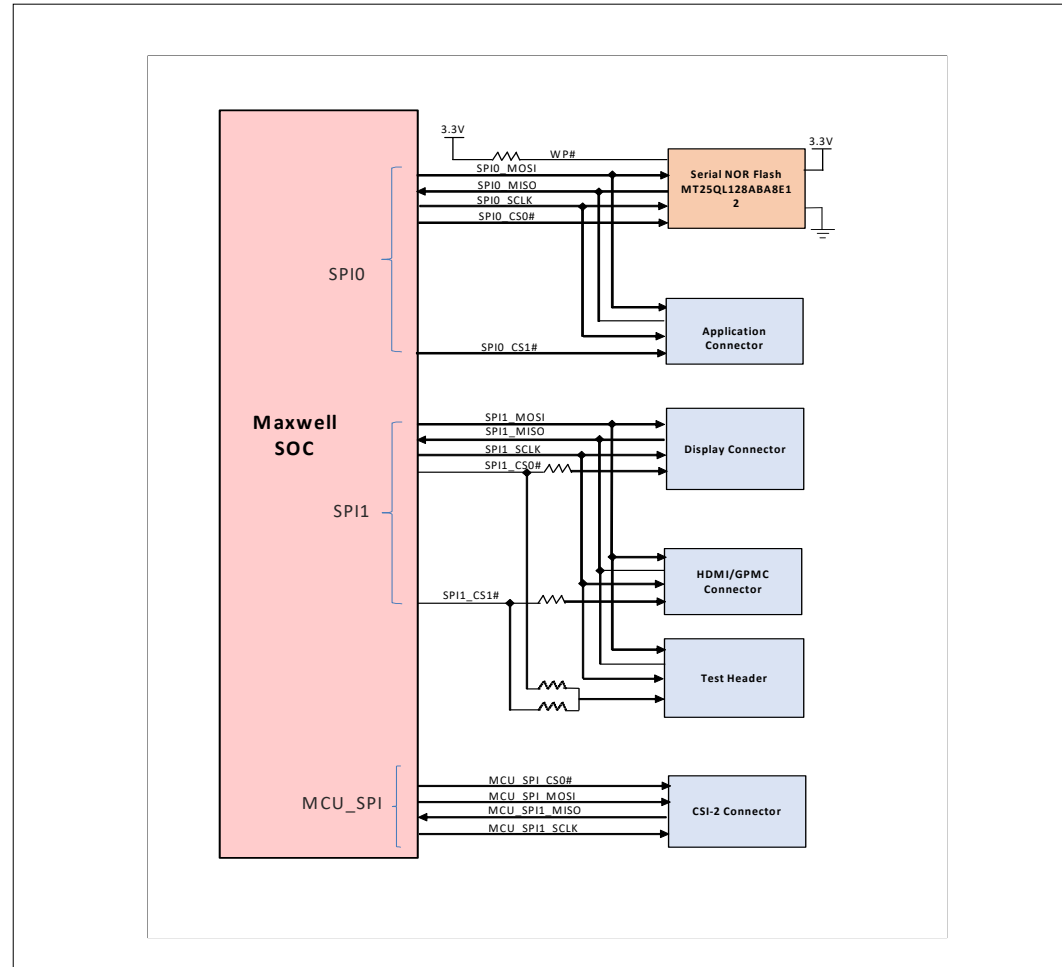 3.3V
WP#
3.3V
SPI0_MOSI
SPI0_MISO
SPI0_SCLK
SPI0_CS0#
Serial NOR Flash
MT25QL128ABA8E1
2
SPI0
Application
Connector
SPI0_CS1#
Maxwell
SOC
SPI1_MOSI
SPI1_MISO
SPI1_SCLK
SPI1_CS0#
Display Connector
SPI1
HDMI/GPMC
Connector
SPI1_CS1#
Test Header
MCU_SPI
MCU_SPI_CS0#
MCU_SPI_MOSI
MCU_SPI1_MISO
MCU_SPI1_SCLK
CSI-2 Connector